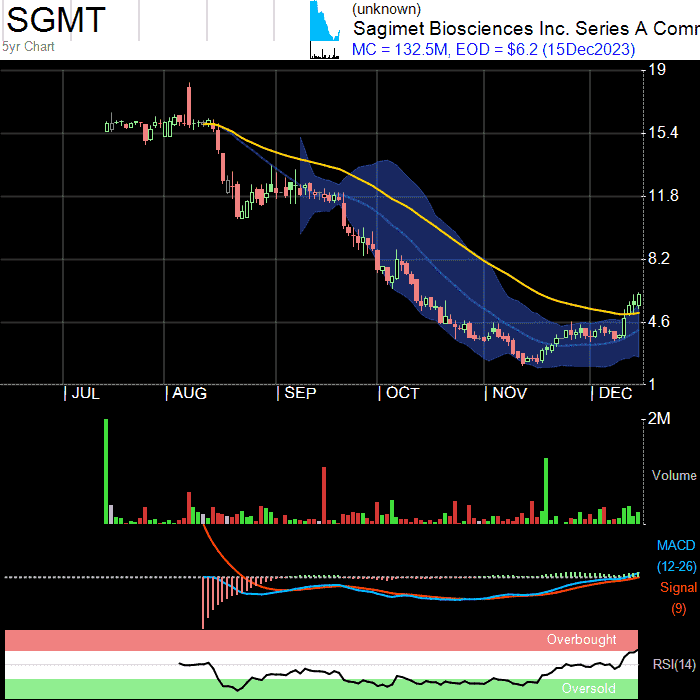 SGMT
5yr Chart
(unknown)
Sagimet Biosciences Inc. Series A Comm
MC = 132.5M, EOD = $6.2 (15Dec2023)
19
15.4
11.8
8.2
4.6
1
| JUL | AUG | SEP | OCT | NOV | DEC
2M
Volume
MACD
(12-26)
Signal
(9)
Overbought
RSI(14)
Oversold